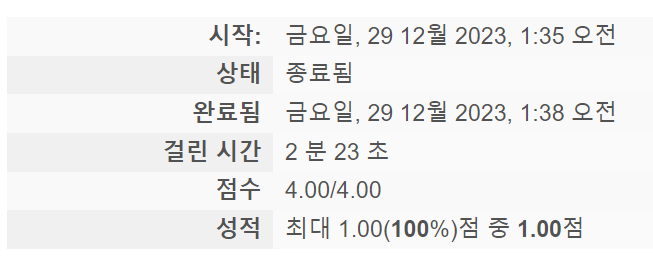 시작: 금요일, 29 12월 2023, 1:35 오전
상태 종료됨
완료됨 금요일, 29 12월 2023, 1:38 오전
걸린 시간 2 분 23 초
점수 4.00/4.00
성적 최대 1.00(100%)점 중 1.00점